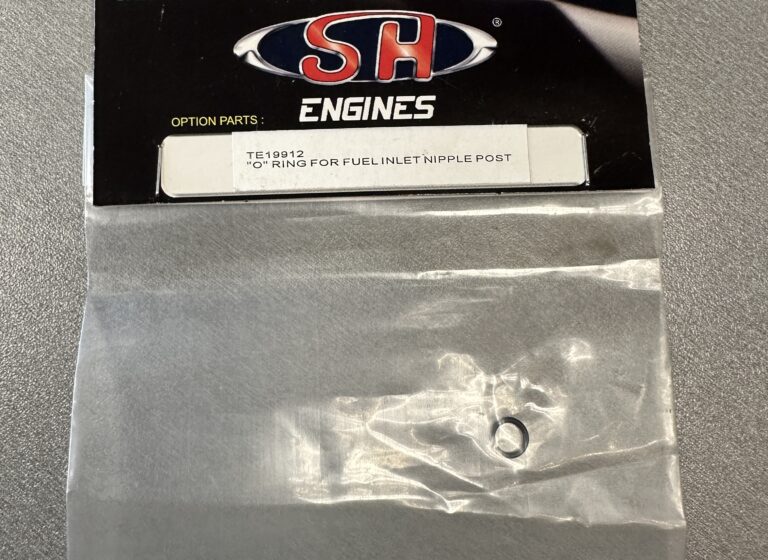 SH ®
ENGINES
OPTION PARTS :
TE19912
"O" RING FOR FUEL INLET NIPPLE POST